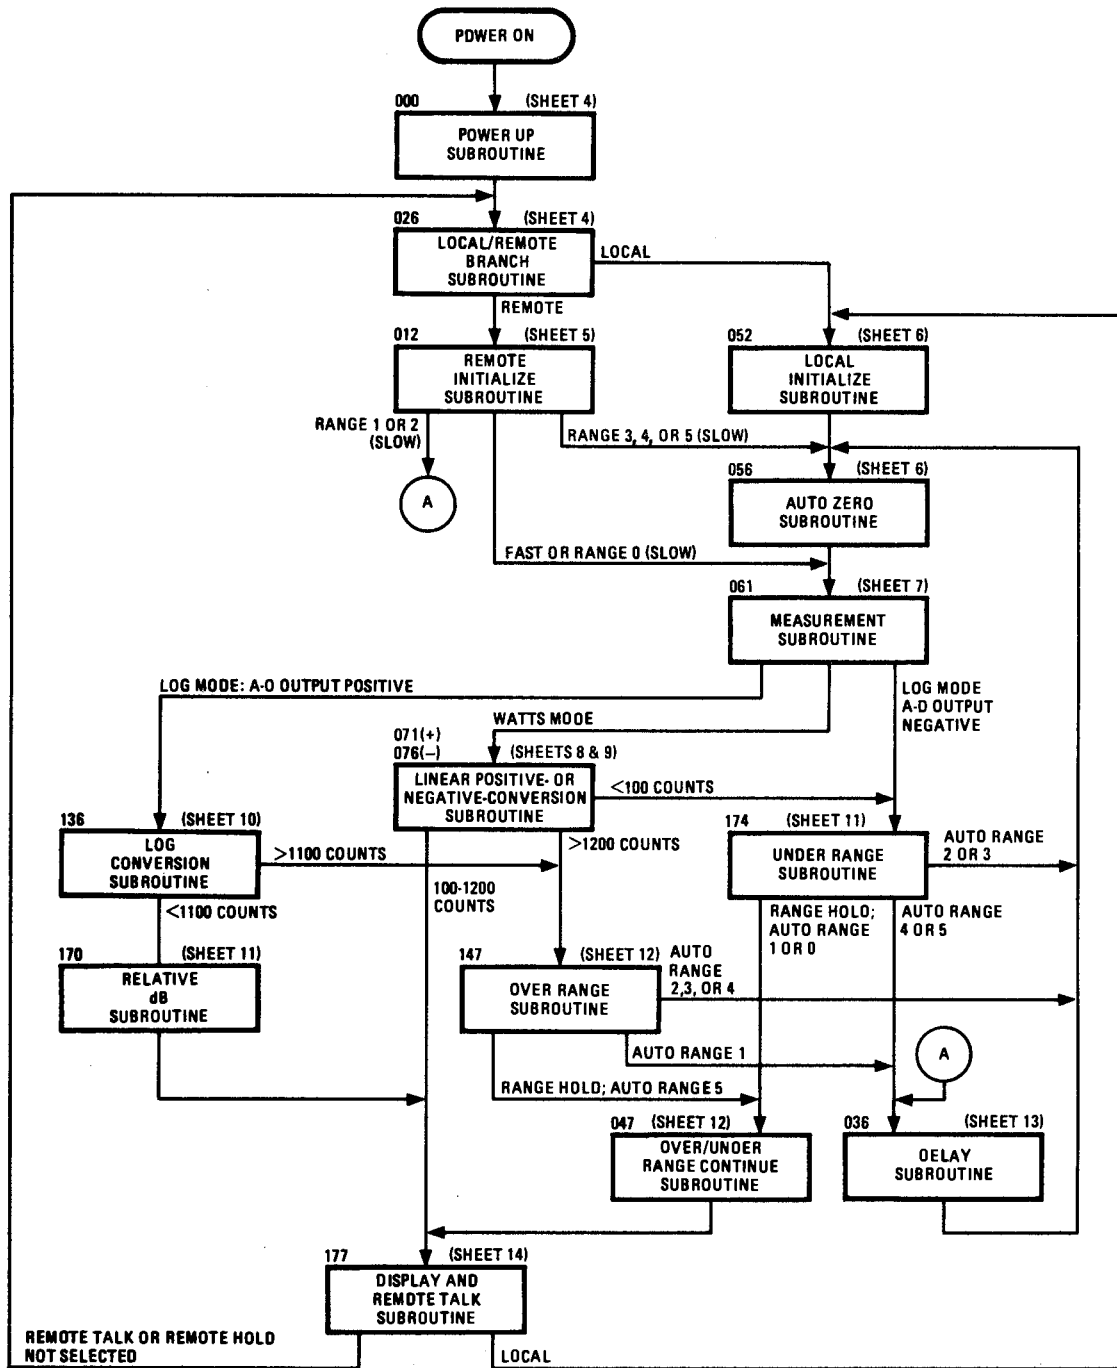 POWER ON
000 (SHEET 4)
POWER UP
SUBROUTINE
026 (SHEET 4)
LOCAL/REMOTE
BRANCH
SUBROUTINE
LOCAL
REMOTE
012 (SHEET 5)
REMOTE
INITIALIZE
SUBROUTINE
052 (SHEET 6)
LOCAL
INITIALIZE
SUBROUTINE
RANGE 1 OR 2
(SLOW)
RANGE 3, 4, OR 5 (SLOW)
A
056 (SHEET 6)
AUTO ZERO
SUBROUTINE
FAST OR RANGE 0 (SLOW)
061 (SHEET 7)
MEASUREMENT
SUBROUTINE
LOG MODE: A-D OUTPUT POSITIVE
LOG MODE
A-D OUTPUT
NEGATIVE
WATTS MODE
071(+)
076(−) (SHEETS 8 & 9)
LINEAR POSITIVE- OR
NEGATIVE-CONVERSION
SUBROUTINE
<100 COUNTS
136 (SHEET 10)
LOG
CONVERSION
SUBROUTINE
>1100 COUNTS
>1200 COUNTS
174 (SHEET 11)
UNDER RANGE
SUBROUTINE
AUTO RANGE
2 OR 3
<1100 COUNTS
100-1200
COUNTS
RANGE HOLD;
AUTO RANGE
1 OR 0
AUTO RANGE
4 OR 5
170 (SHEET 11)
RELATIVE
dB
SUBROUTINE
147 (SHEET 12)
OVER RANGE
SUBROUTINE
AUTO
RANGE
2,3, OR 4
AUTO RANGE 1
A
RANGE HOLD; AUTO RANGE 5
047 (SHEET 12)
OVER/UNDER
RANGE CONTINUE
SUBROUTINE
036 (SHEET 13)
DELAY
SUBROUTINE
177 (SHEET 14)
DISPLAY AND
REMOTE TALK
SUBROUTINE
REMOTE TALK OR REMOTE HOLD
NOT SELECTED
LOCAL